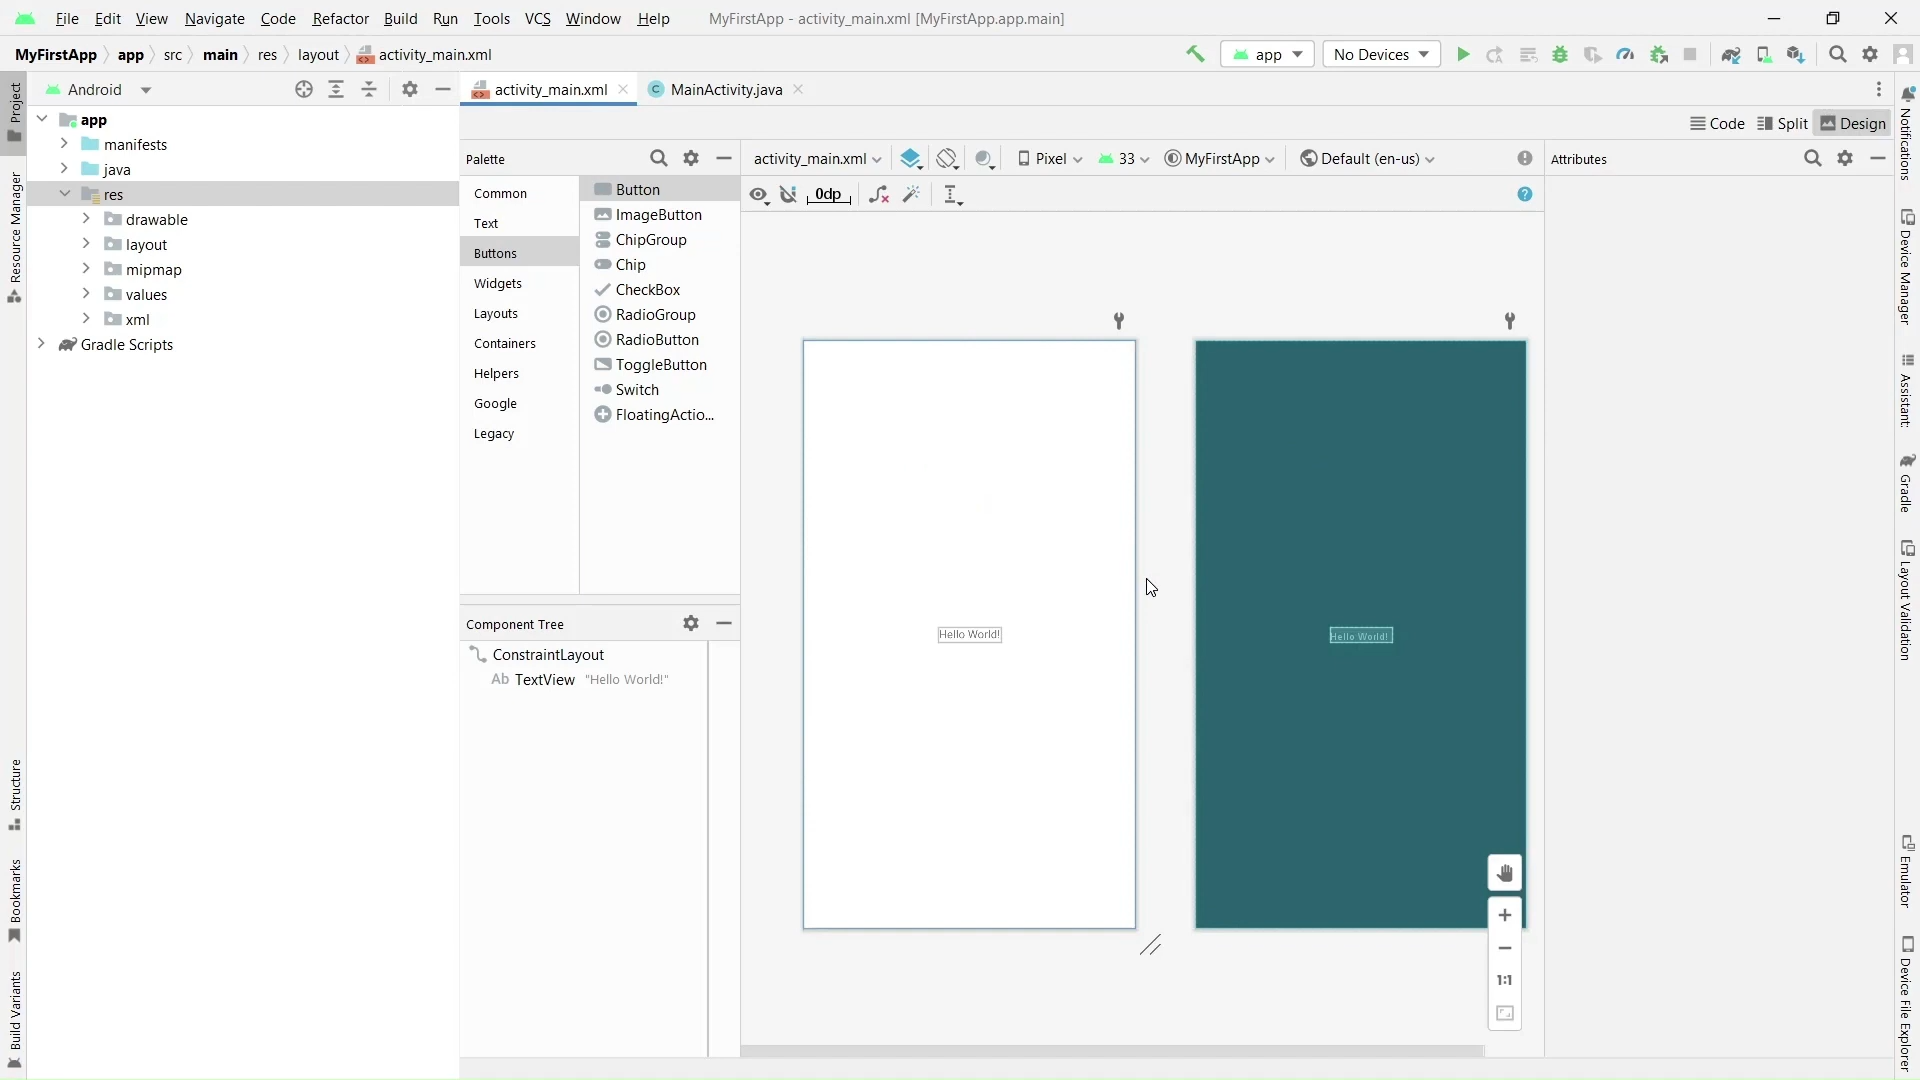 File Edit View Navigate Code Refactor Build Run Tools VCS Window Help MyFirstApp - activity_main.xml [MyFirstApp.app.main]
MyFirstApp app src main res layout activity_main.xml app No Devices
Project
Resource Manager
Structure
Bookmarks
Build Variants
Android
app
manifests
java
res
drawable
layout
mipmap
values
xml
Gradle Scripts
activity_main.xml MainActivity.java
Code Split Design
Palette
Common
Text
Buttons
Widgets
Layouts
Containers
Helpers
Google
Legacy
Button
ImageButton
ChipGroup
Chip
CheckBox
RadioGroup
RadioButton
ToggleButton
Switch
FloatingActio...
Component Tree
ConstraintLayout
Ab TextView "Hello World!"
activity_main.xml Pixel 33 MyFirstApp Default (en-us)
0dp
Hello World!
Hello World!
1:1
Attributes
Notifications
Device Manager
Assistant:
Gradle
Layout Validation
Emulator
Device File Explorer